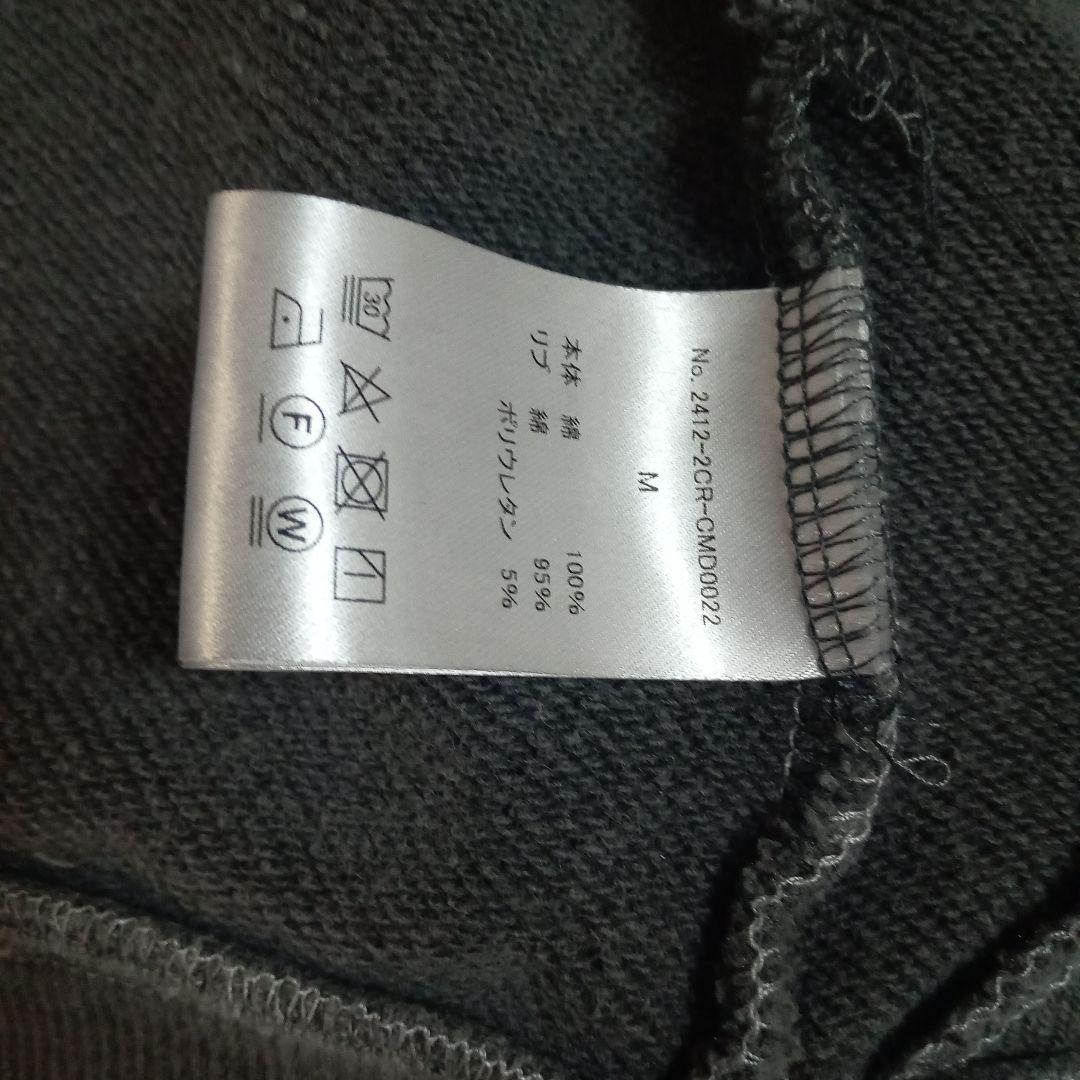 No. 2412-2CR-CMD0022
M
本体 綿 100%
リブ 綿 95%
ポリウレタン 5%
30
F W